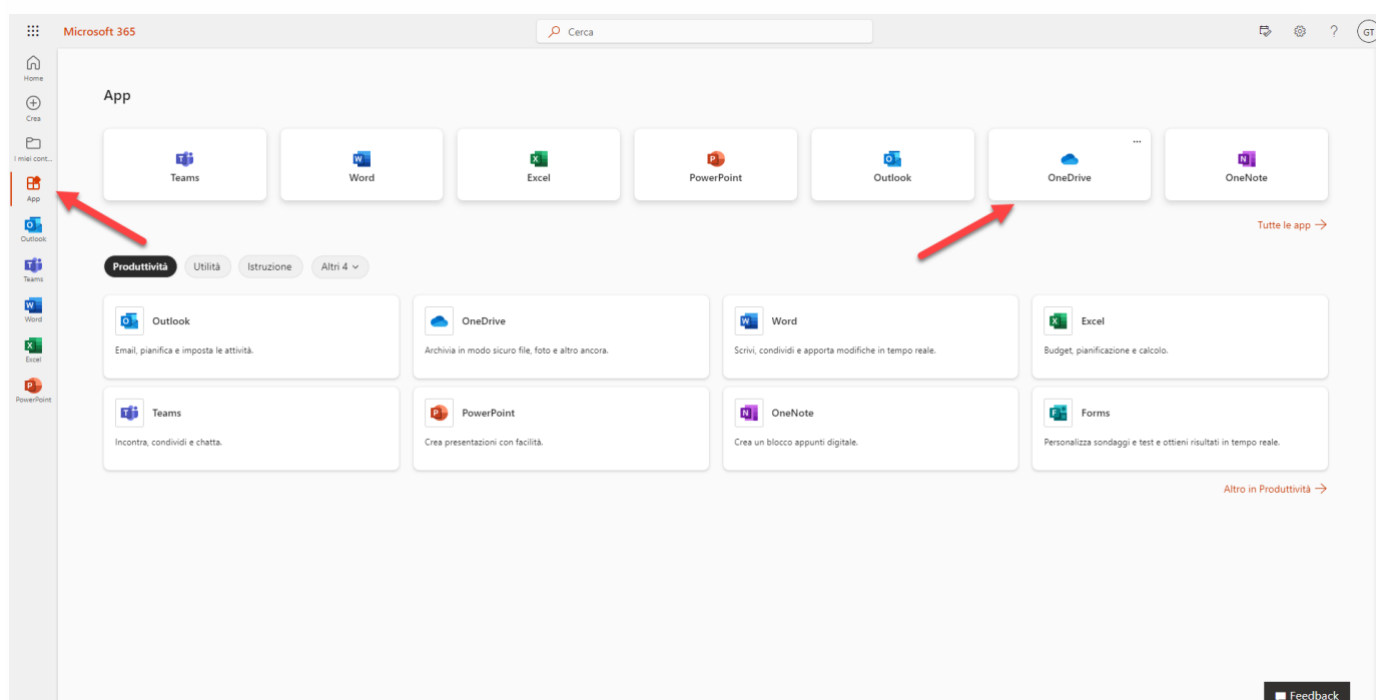 Microsoft 365
Cerca
GT
Home
Crea
I miei cont...
App
Outlook
Teams
Word
Excel
PowerPoint
App
Teams
Word
Excel
PowerPoint
Outlook
OneDrive
OneNote
Tutte le app
Produttività
Utilità
Istruzione
Altri 4
Outlook
Email, pianifica e imposta le attività.
OneDrive
Archivia in modo sicuro file, foto e altro ancora.
Word
Scrivi, condividi e apporta modifiche in tempo reale.
Excel
Budget, pianificazione e calcolo.
Teams
Incontra, condividi e chatta.
PowerPoint
Crea presentazioni con facilità.
OneNote
Crea un blocco appunti digitale.
Forms
Personalizza sondaggi e test e ottieni risultati in tempo reale.
Altro in Produttività
Feedback